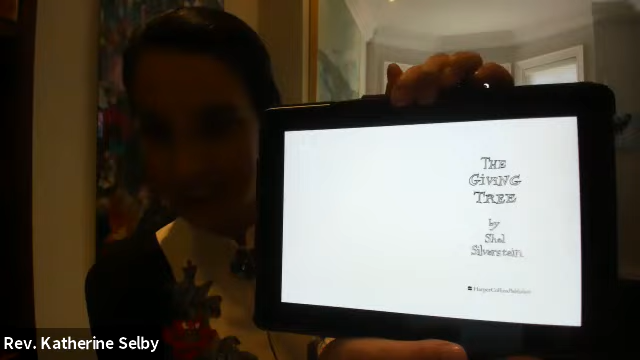 THE
GIVING
TREE
by
Shel
Silverstein
HarperCollinsPublishers
Rev. Katherine Selby